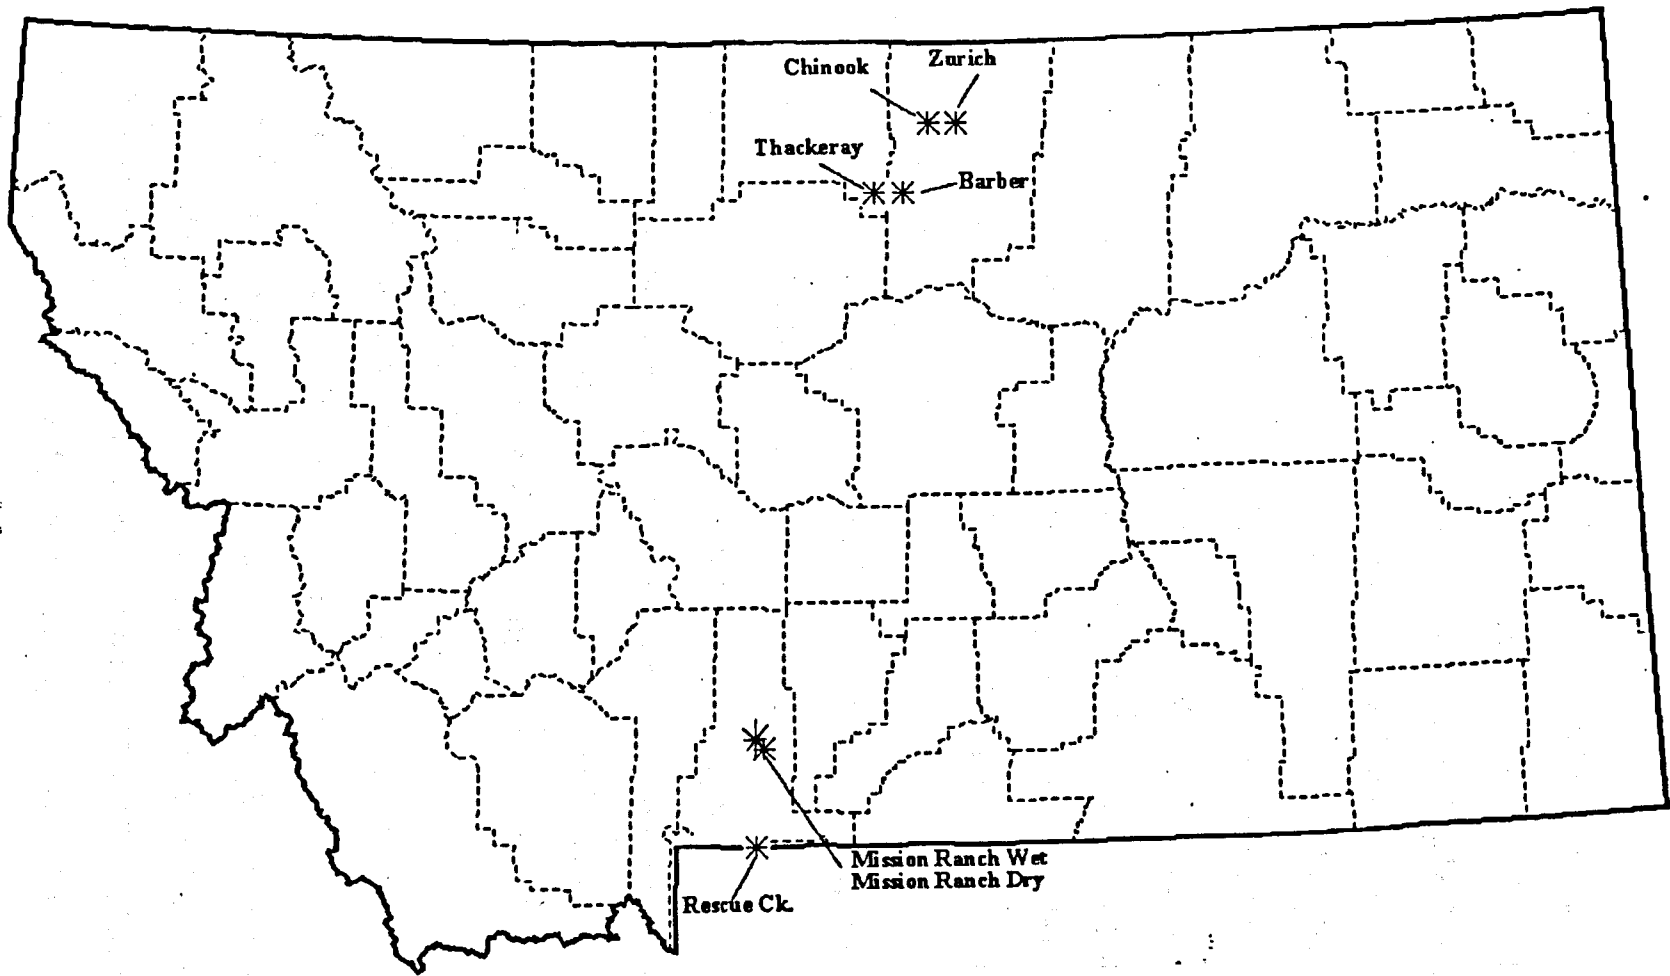 Zurich
Chinook
Thackeray
Barber
Mission Ranch Wet
Mission Ranch Dry
Rescue Ck.